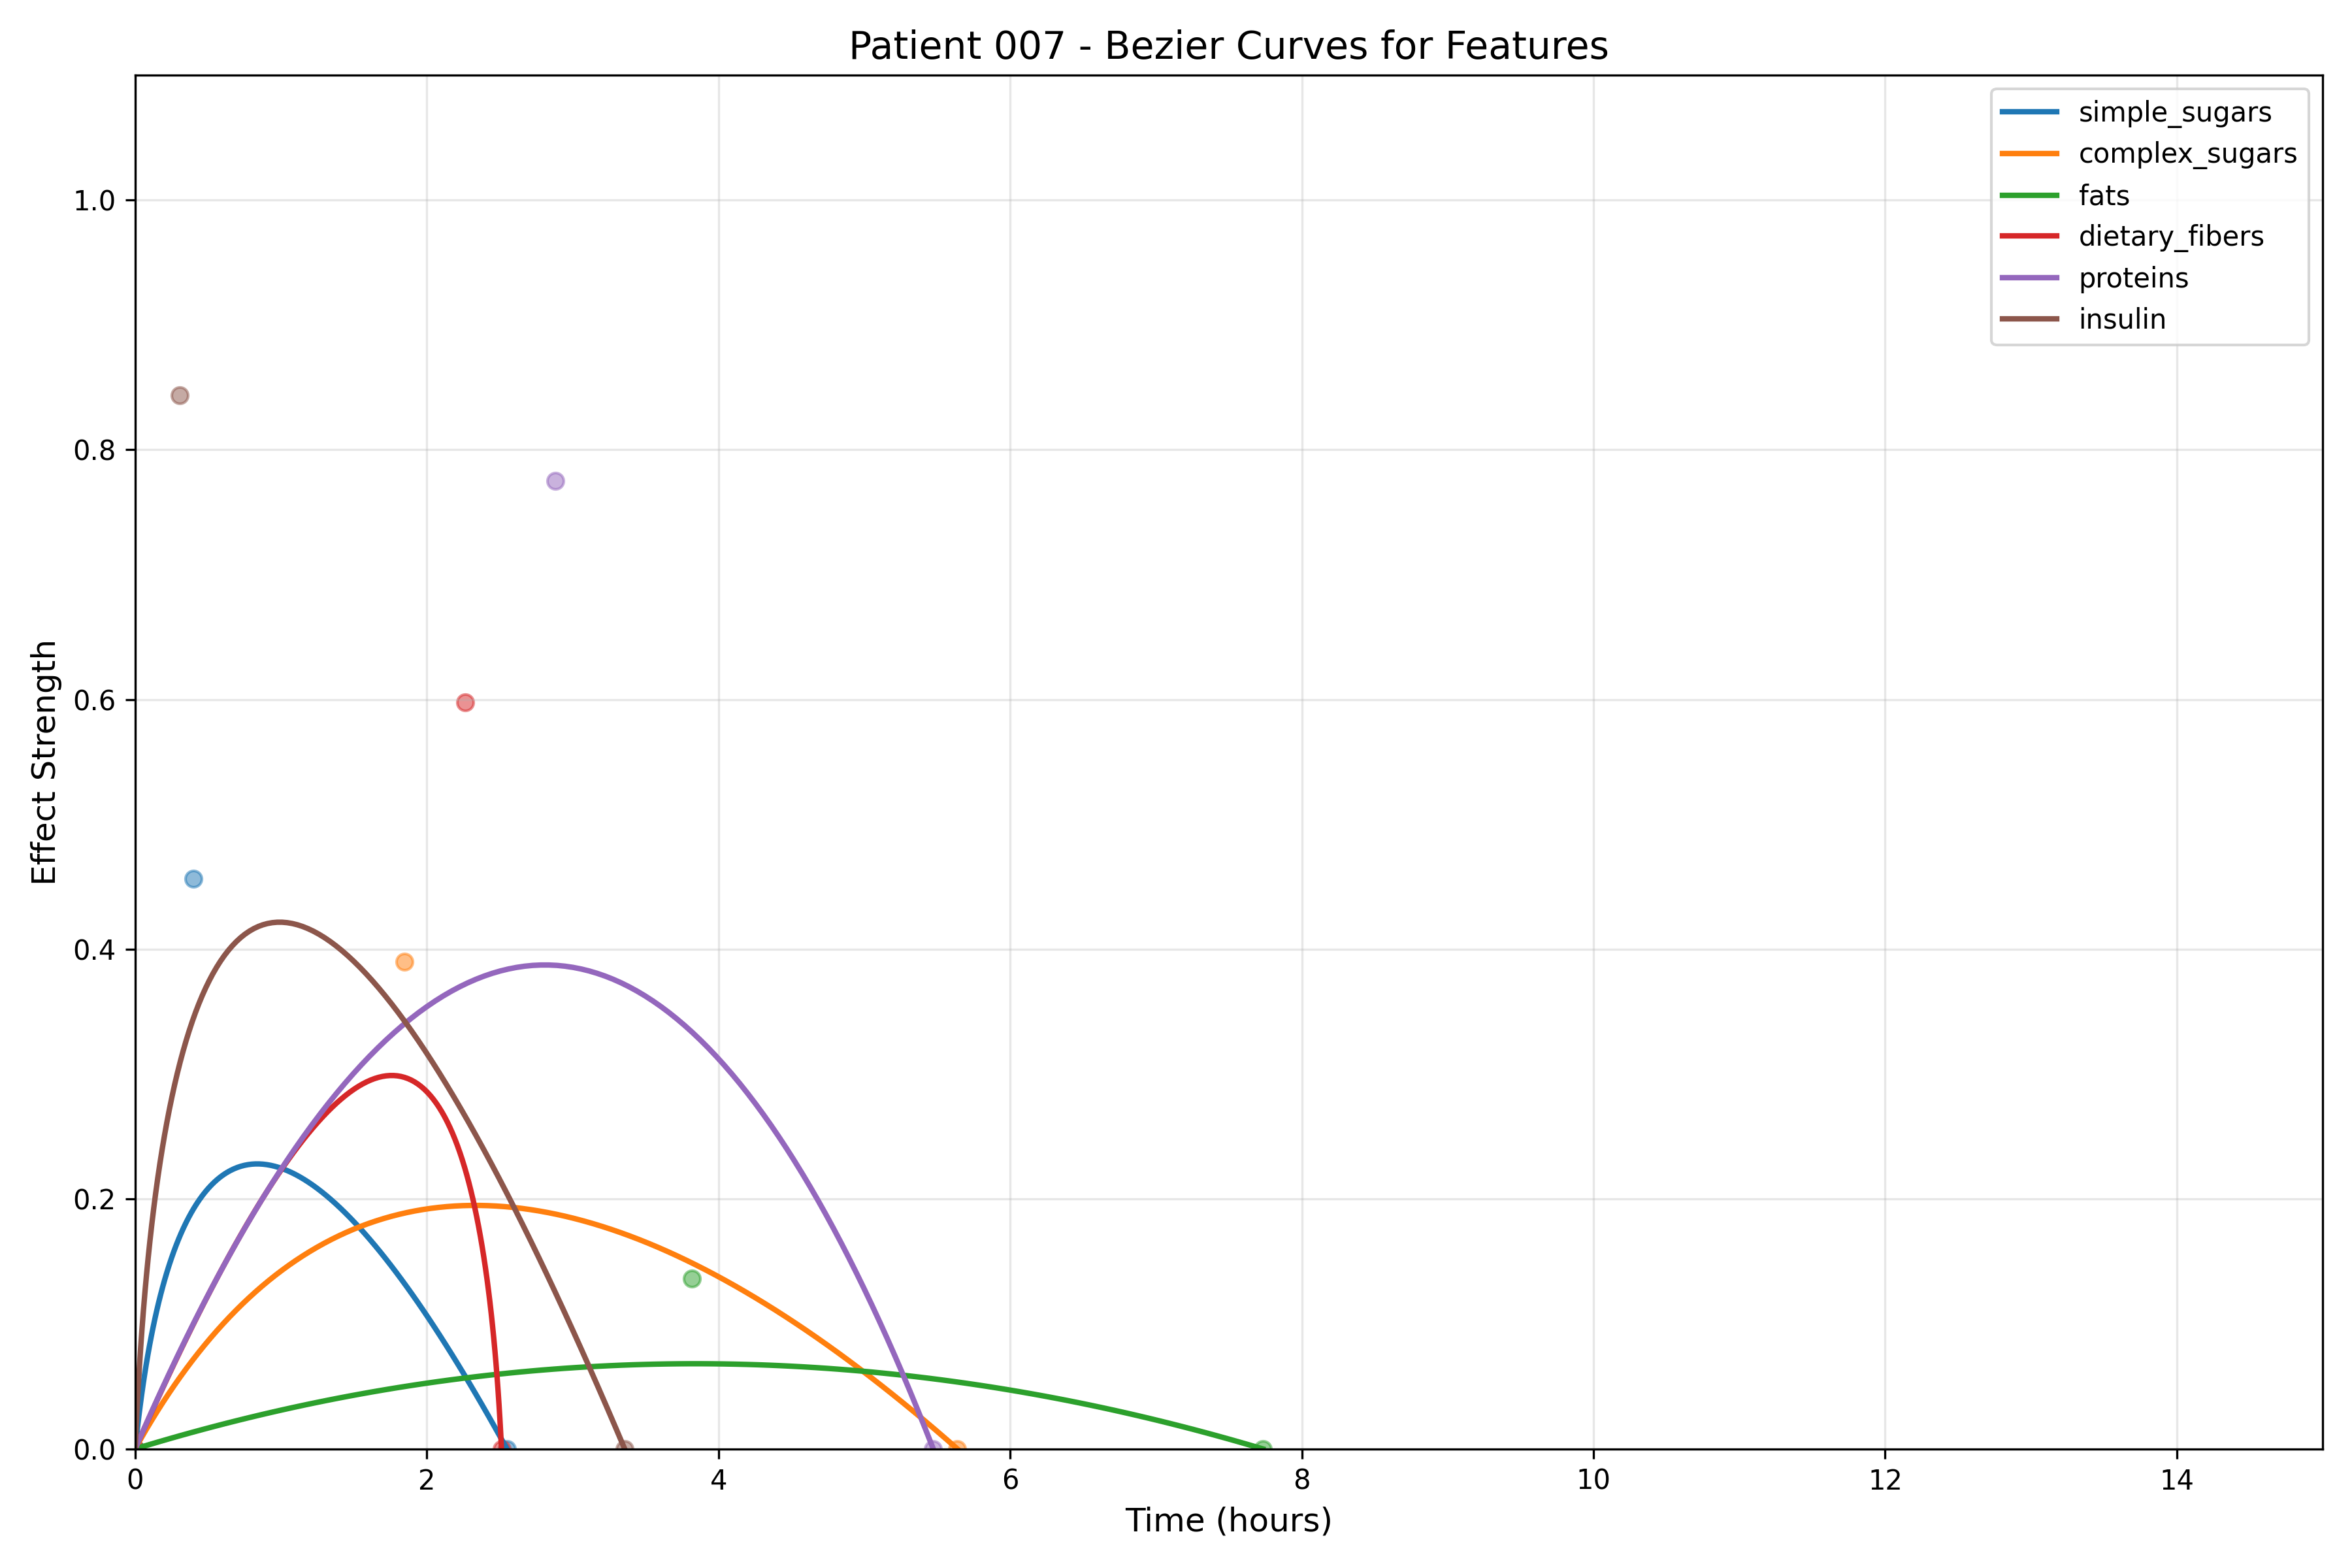 Patient 007 - Bezier Curves for Features
simple_sugars
complex_sugars
fats
dietary_fibers
proteins
insulin
1.0
0.8
0.6
0.4
0.2
0.0
Effect Strength
0 2 4 6 8 10 12 14
Time (hours)